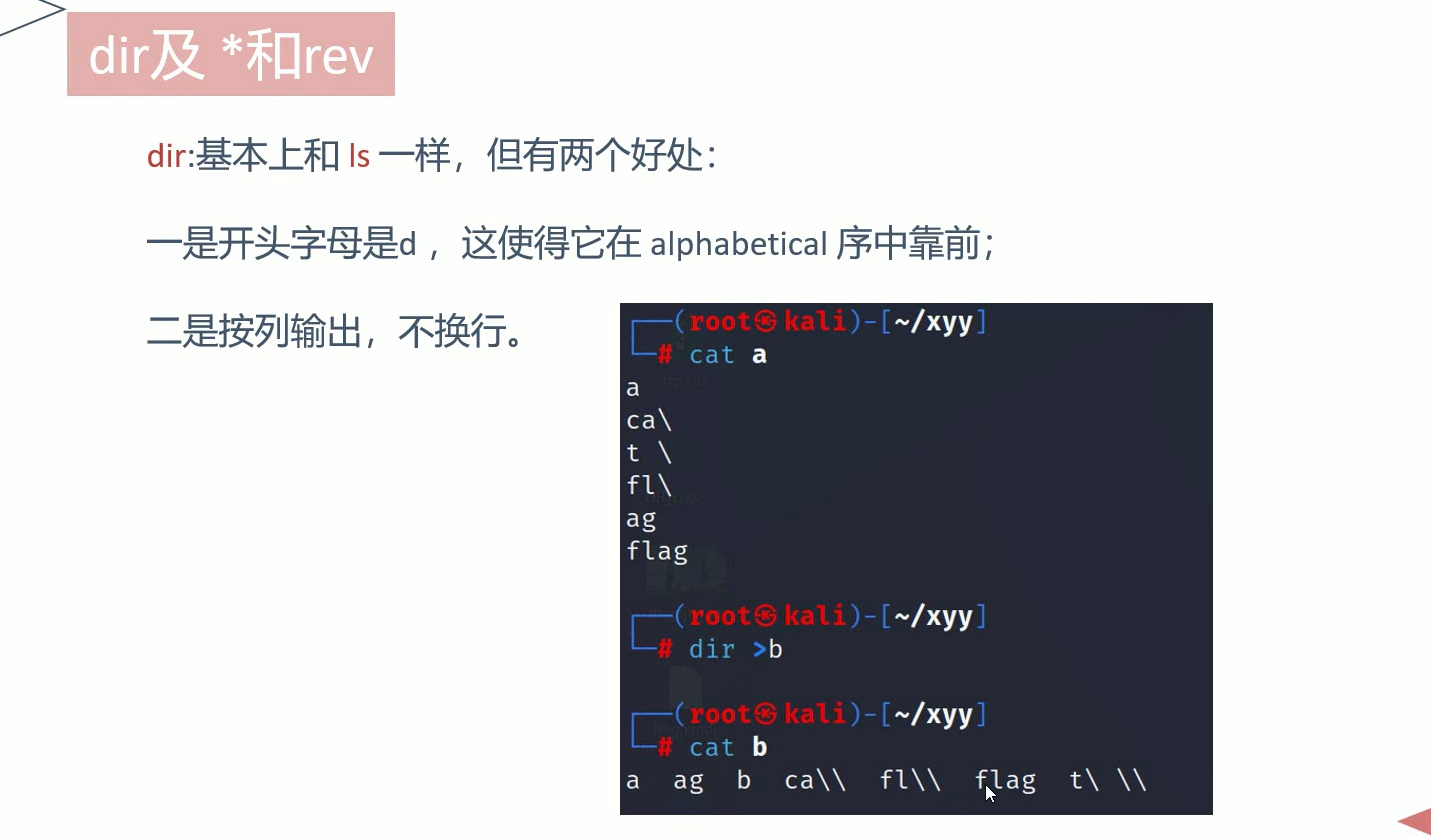 dir及 *和rev
dir:基本上和 ls 一样，但有两个好处：
一是开头字母是d ，这使得它在 alphabetical 序中靠前；
二是按列输出，不换行。
┌──(root㉿kali)-[~/xyy]
└─# cat a
a
ca\
t \
fl\
ag
flag
┌──(root㉿kali)-[~/xyy]
└─# dir >b
┌──(root㉿kali)-[~/xyy]
└─# cat b
a  ag  b  ca\\  fl\\  flag  t\ \\